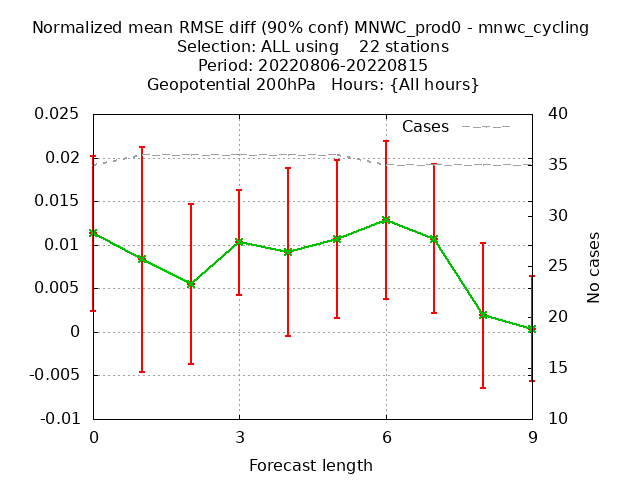 Normalized mean RMSE diff (90% conf) MNWC_prod0 - mnwc_cycling
Selection: ALL using    22 stations
Period: 20220806-20220815
Geopotential 200hPa   Hours: {All hours}
0.025
0.02
0.015
0.01
0.005
0
-0.005
-0.01
Cases
40
35
30
25
20
15
10
No cases
0
3
6
9
Forecast length